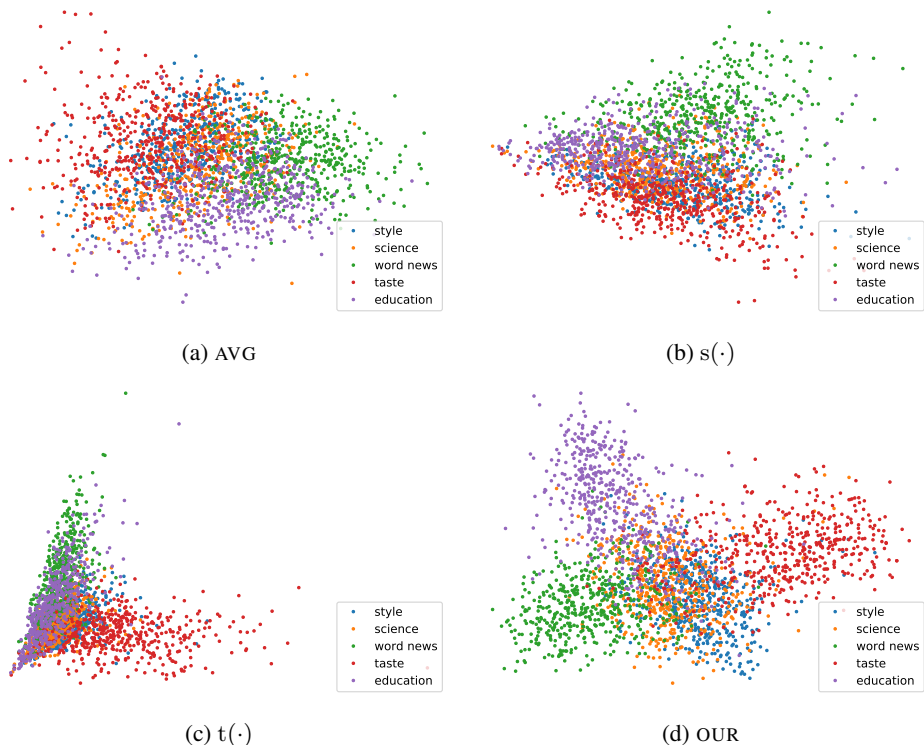 style
science
word news
taste
education
(a) AVG
style
science
word news
taste
education
(b) s(·)
style
science
word news
taste
education
(c) t(·)
style
science
word news
taste
education
(d) OUR